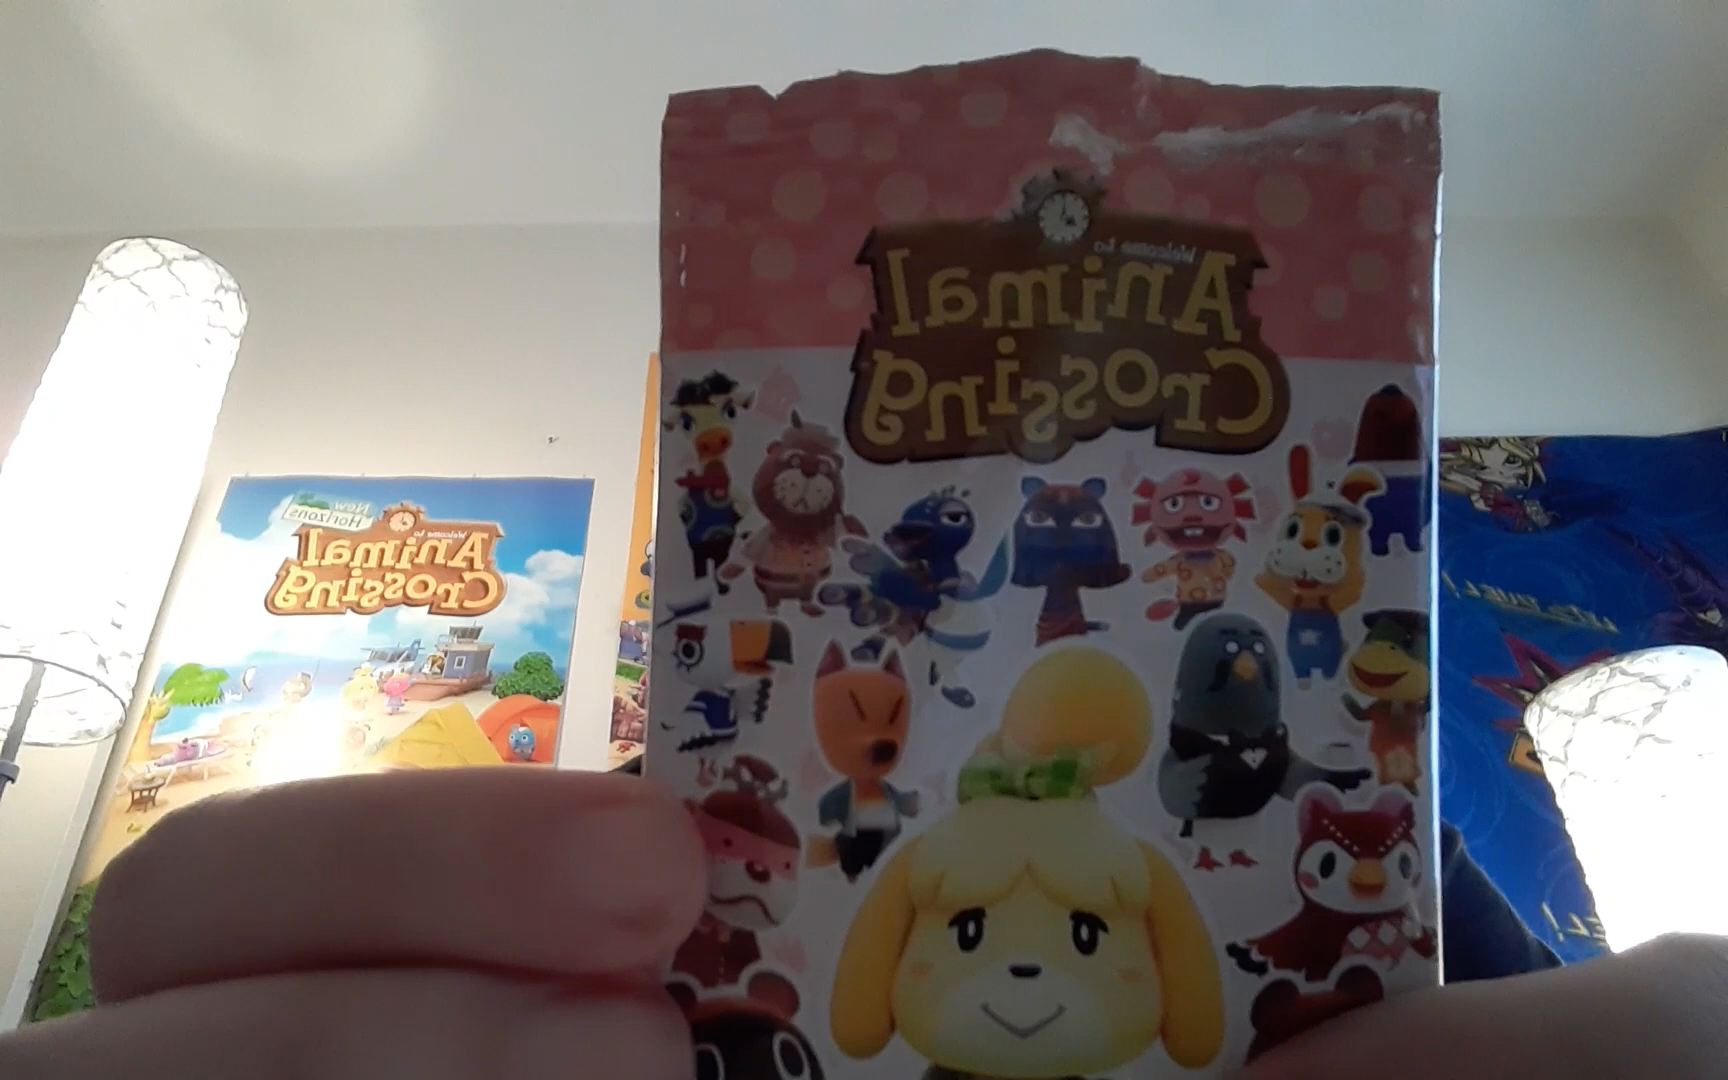 Welcome to
Animal
Crossing
New
Horizons
Welcome to
Animal
Crossing